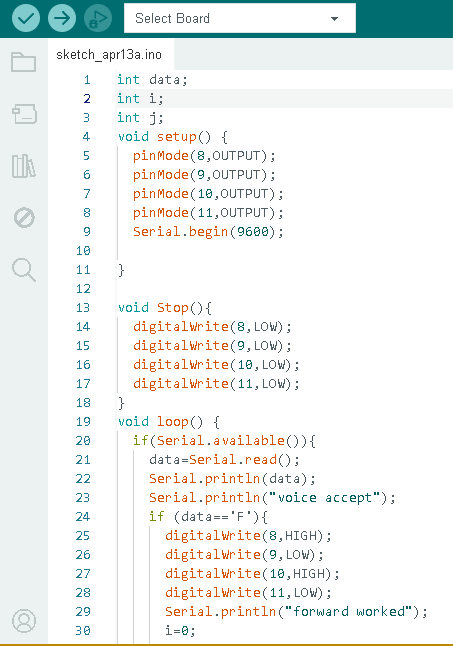 Select Board
sketch_apr13a.ino
1 int data;
2 int i;
3 int j;
4 void setup() {
5 pinMode(8,OUTPUT);
6 pinMode(9,OUTPUT);
7 pinMode(10,OUTPUT);
8 pinMode(11,OUTPUT);
9 Serial.begin(9600);
10
11 }
12
13 void Stop(){
14 digitalWrite(8,LOW);
15 digitalWrite(9,LOW);
16 digitalWrite(10,LOW);
17 digitalWrite(11,LOW);
18 }
19 void loop() {
20 if(Serial.available()){
21 data=Serial.read();
22 Serial.println(data);
23 Serial.println("voice accept");
24 if (data=='F'){
25 digitalWrite(8,HIGH);
26 digitalWrite(9,LOW);
27 digitalWrite(10,HIGH);
28 digitalWrite(11,LOW);
29 Serial.println("forward worked");
30 i=0;